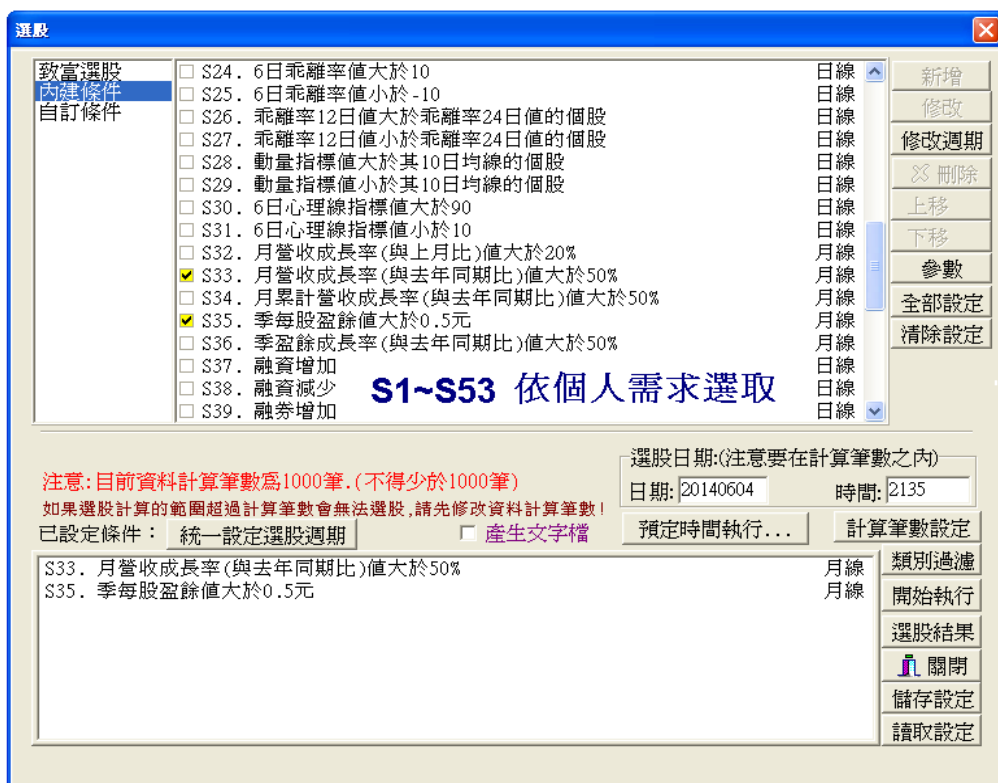 選股
致富選股
內建條件
自訂條件
S24. 6日乖離率值大於10 日線
S25. 6日乖離率值小於-10 日線
S26. 乖離率12日值大於乖離率24日值的個股 日線
S27. 乖離率12日值小於乖離率24日值的個股 日線
S28. 動量指標值大於其10日均線的個股 日線
S29. 動量指標值小於其10日均線的個股 日線
S30. 6日心理線指標值大於90 日線
S31. 6日心理線指標值小於10 日線
S32. 月營收成長率(與上月比)值大於20% 月線
S33. 月營收成長率(與去年同期比)值大於50% 月線
S34. 月累計營收成長率(與去年同期比)值大於50% 月線
S35. 季每股盈餘值大於0.5元 月線
S36. 季盈餘成長率(與去年同期比)值大於50% 月線
S37. 融資增加 日線
S38. 融資減少 日線
S39. 融券增加 日線
S1~S53 依個人需求選取
新增
修改
修改週期
刪除
上移
下移
參數
全部設定
清除設定
注意:目前資料計算筆數為1000筆.(不得少於1000筆)
如果選股計算的範圍超過計算筆數會無法選股,請先修改資料計算筆數!
選股日期:(注意要在計算筆數之內)
日期: 20140604 時間: 2135
已設定條件: 統一設定選股週期 產生文字檔 預定時間執行... 計算筆數設定
S33. 月營收成長率(與去年同期比)值大於50% 月線
S35. 季每股盈餘值大於0.5元 月線
類別過濾
開始執行
選股結果
關閉
儲存設定
讀取設定